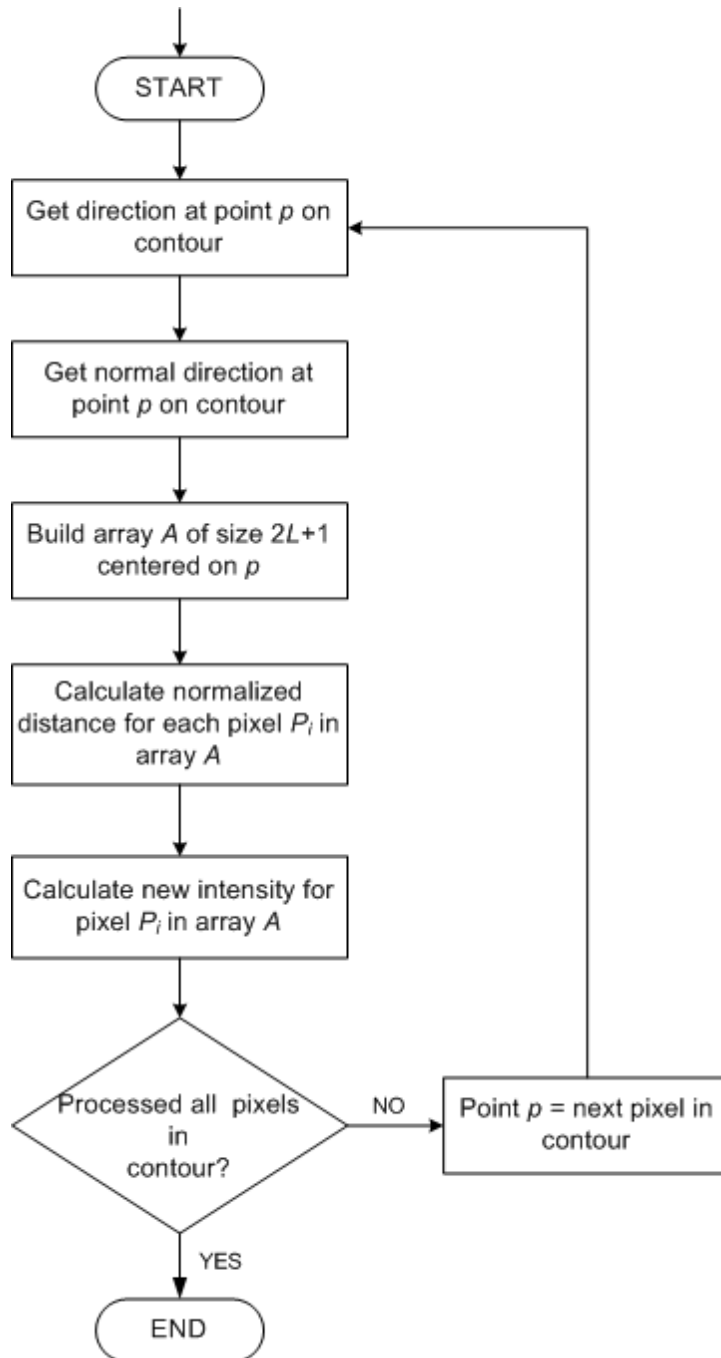 START
Get direction at point p on
contour
Get normal direction at
point p on contour
Build array A of size 2L+1
centered on p
Calculate normalized
distance for each pixel Pi in
array A
Calculate new intensity for
pixel Pi in array A
Processed all pixels
in
contour?
NO
Point p = next pixel in
contour
YES
END